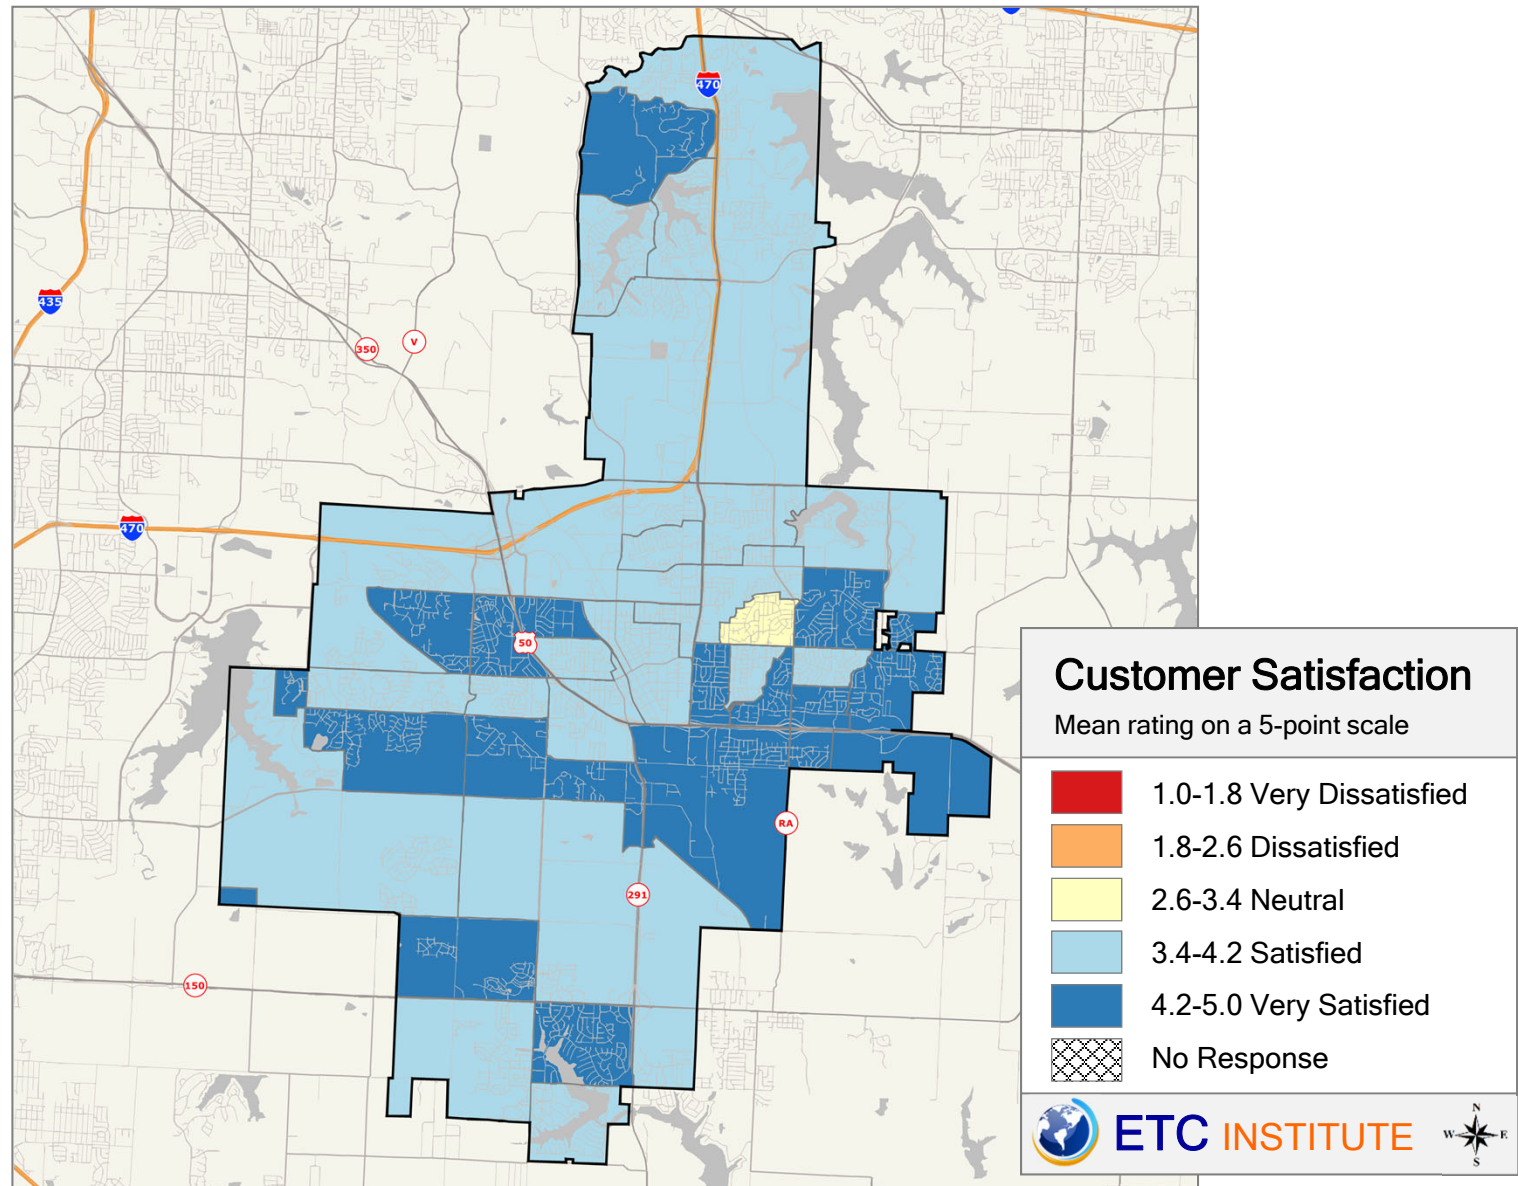 470
435
350
V
470
50
RA
291
150
Customer Satisfaction
Mean rating on a 5-point scale
1.0-1.8 Very Dissatisfied
1.8-2.6 Dissatisfied
2.6-3.4 Neutral
3.4-4.2 Satisfied
4.2-5.0 Very Satisfied
No Response
ETC INSTITUTE
N
W E
S